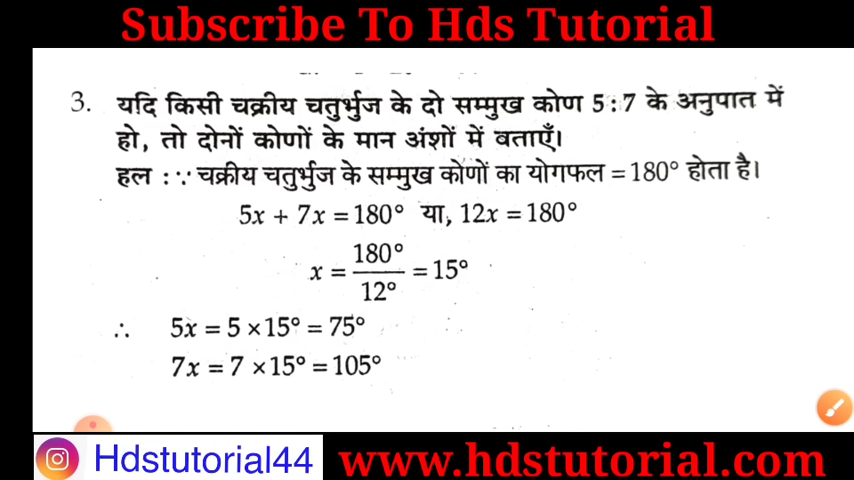 Subscribe To Hds Tutorial
3. यदि किसी चक्रीय चतुर्भुज के दो सम्मुख कोण 5 : 7 के अनुपात में
हो, तो दोनों कोणों के मान अंशों में बताएँ।
हल : ∵ चक्रीय चतुर्भुज के सम्मुख कोणों का योगफल = 180° होता है।
5x + 7x = 180° या, 12x = 180°
x = 180° / 12° = 15°
∴ 5x = 5 × 15° = 75°
7x = 7 × 15° = 105°
Hdstutorial44
www.hdstutorial.com